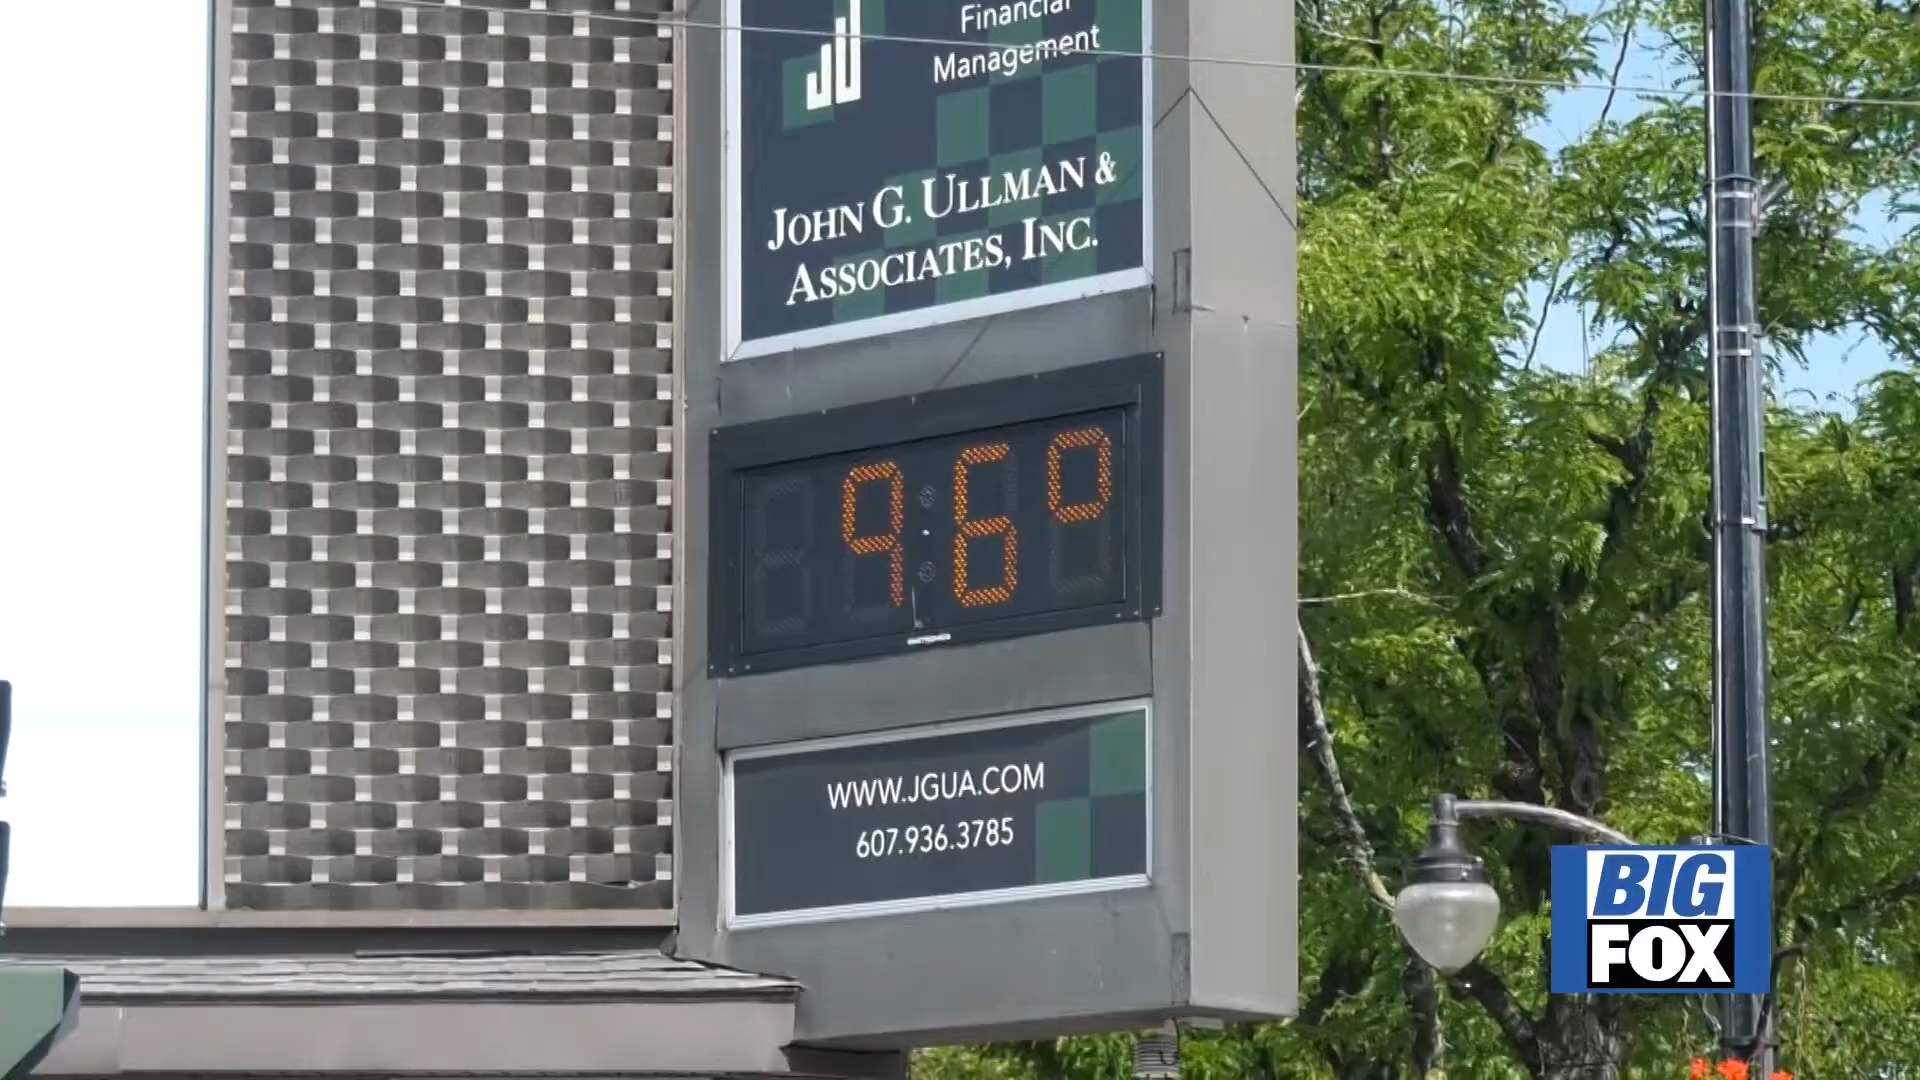 Financial
Management
JOHN G. ULLMAN &
ASSOCIATES, INC.
96°
WWW.JGUA.COM
607.936.3785
BIG
FOX